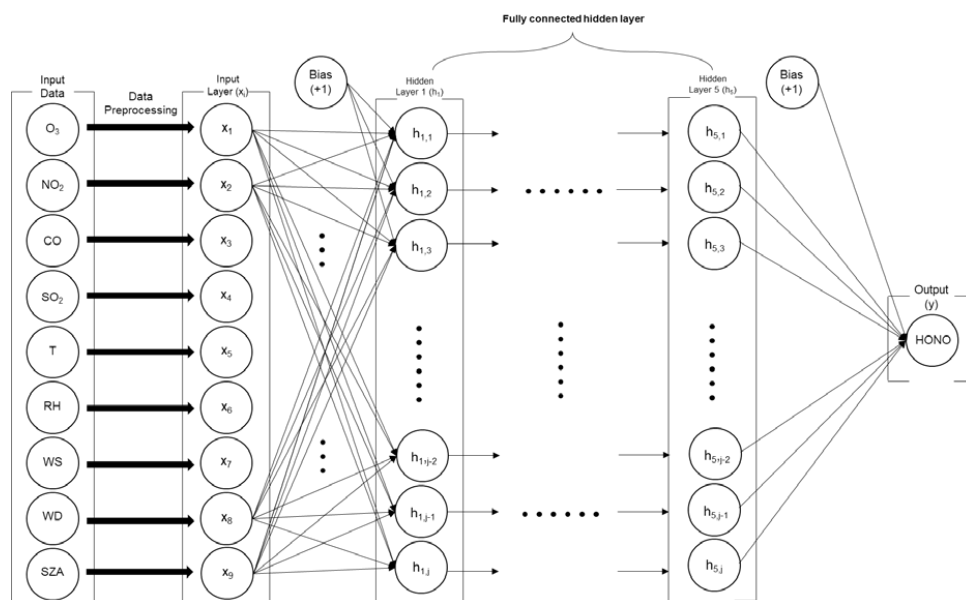 Fully connected hidden layer
Input
Data
Data
Preprocessing
Input
Layer (xᵢ)
Bias
(+1)
Hidden
Layer 1 (h₁)
Hidden
Layer 5 (h₅)
Bias
(+1)
O₃
x₁
h₁,₁
h₅,₁
NO₂
x₂
h₁,₂
......
h₅,₂
CO
x₃
h₁,₃
h₅,₃
SO₂
x₄
Output
(y)
T
x₅
HONO
RH
x₆
WS
x₇
h₁,j-2
h₅,j-2
WD
x₈
h₁,j-1
......
h₅,j-1
SZA
x₉
h₁,j
h₅,j